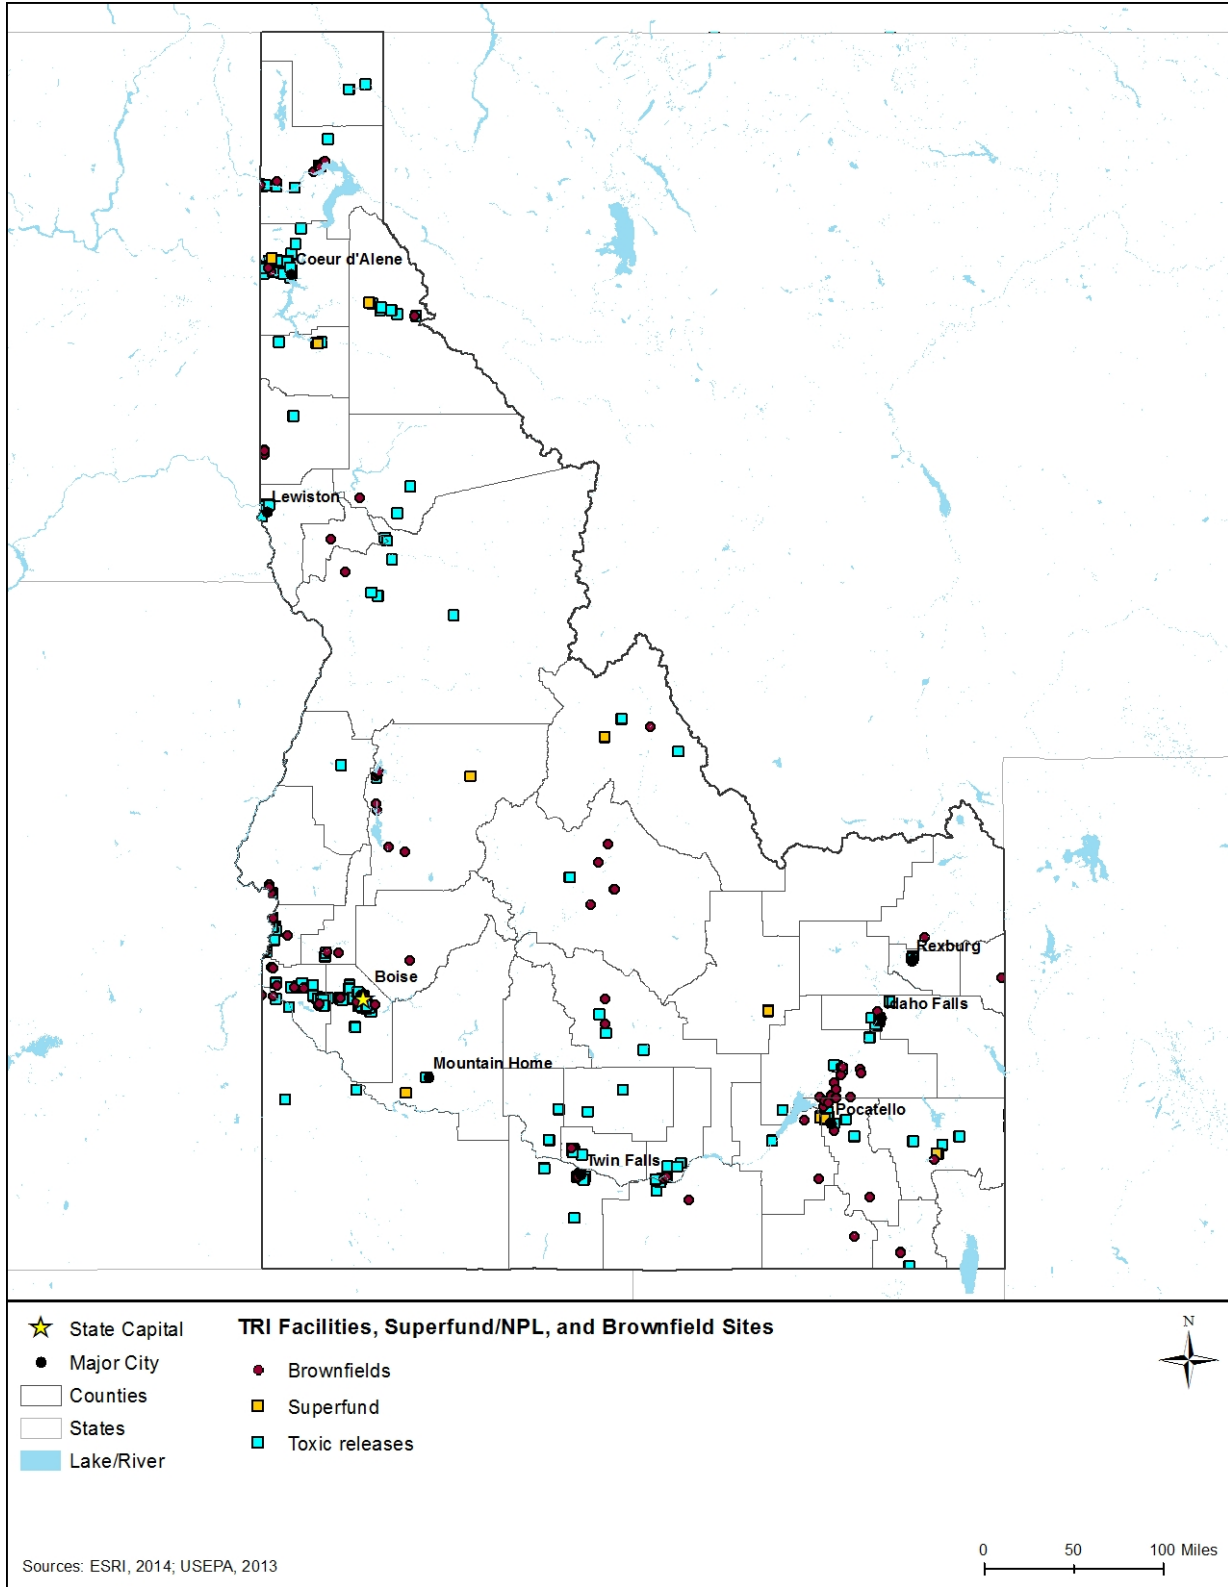 Coeur d'Alene
Lewiston
Rexburg
Boise
Idaho Falls
Mountain Home
Pocatello
Twin Falls
State Capital
Major City
Counties
States
Lake/River
TRI Facilities, Superfund/NPL, and Brownfield Sites
Brownfields
Superfund
Toxic releases
N
0 50 100 Miles
Sources: ESRI, 2014; USEPA, 2013